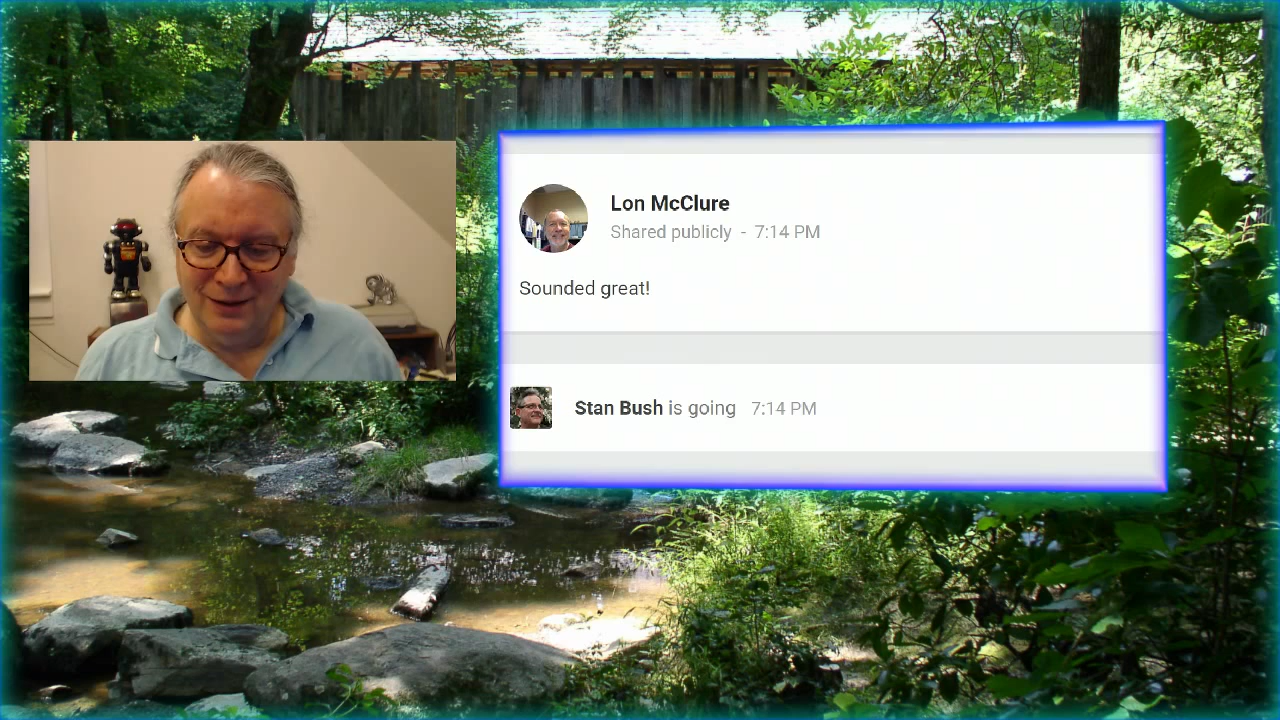 Lon McClure
Shared publicly - 7:14 PM
Sounded great!
Stan Bush is going 7:14 PM